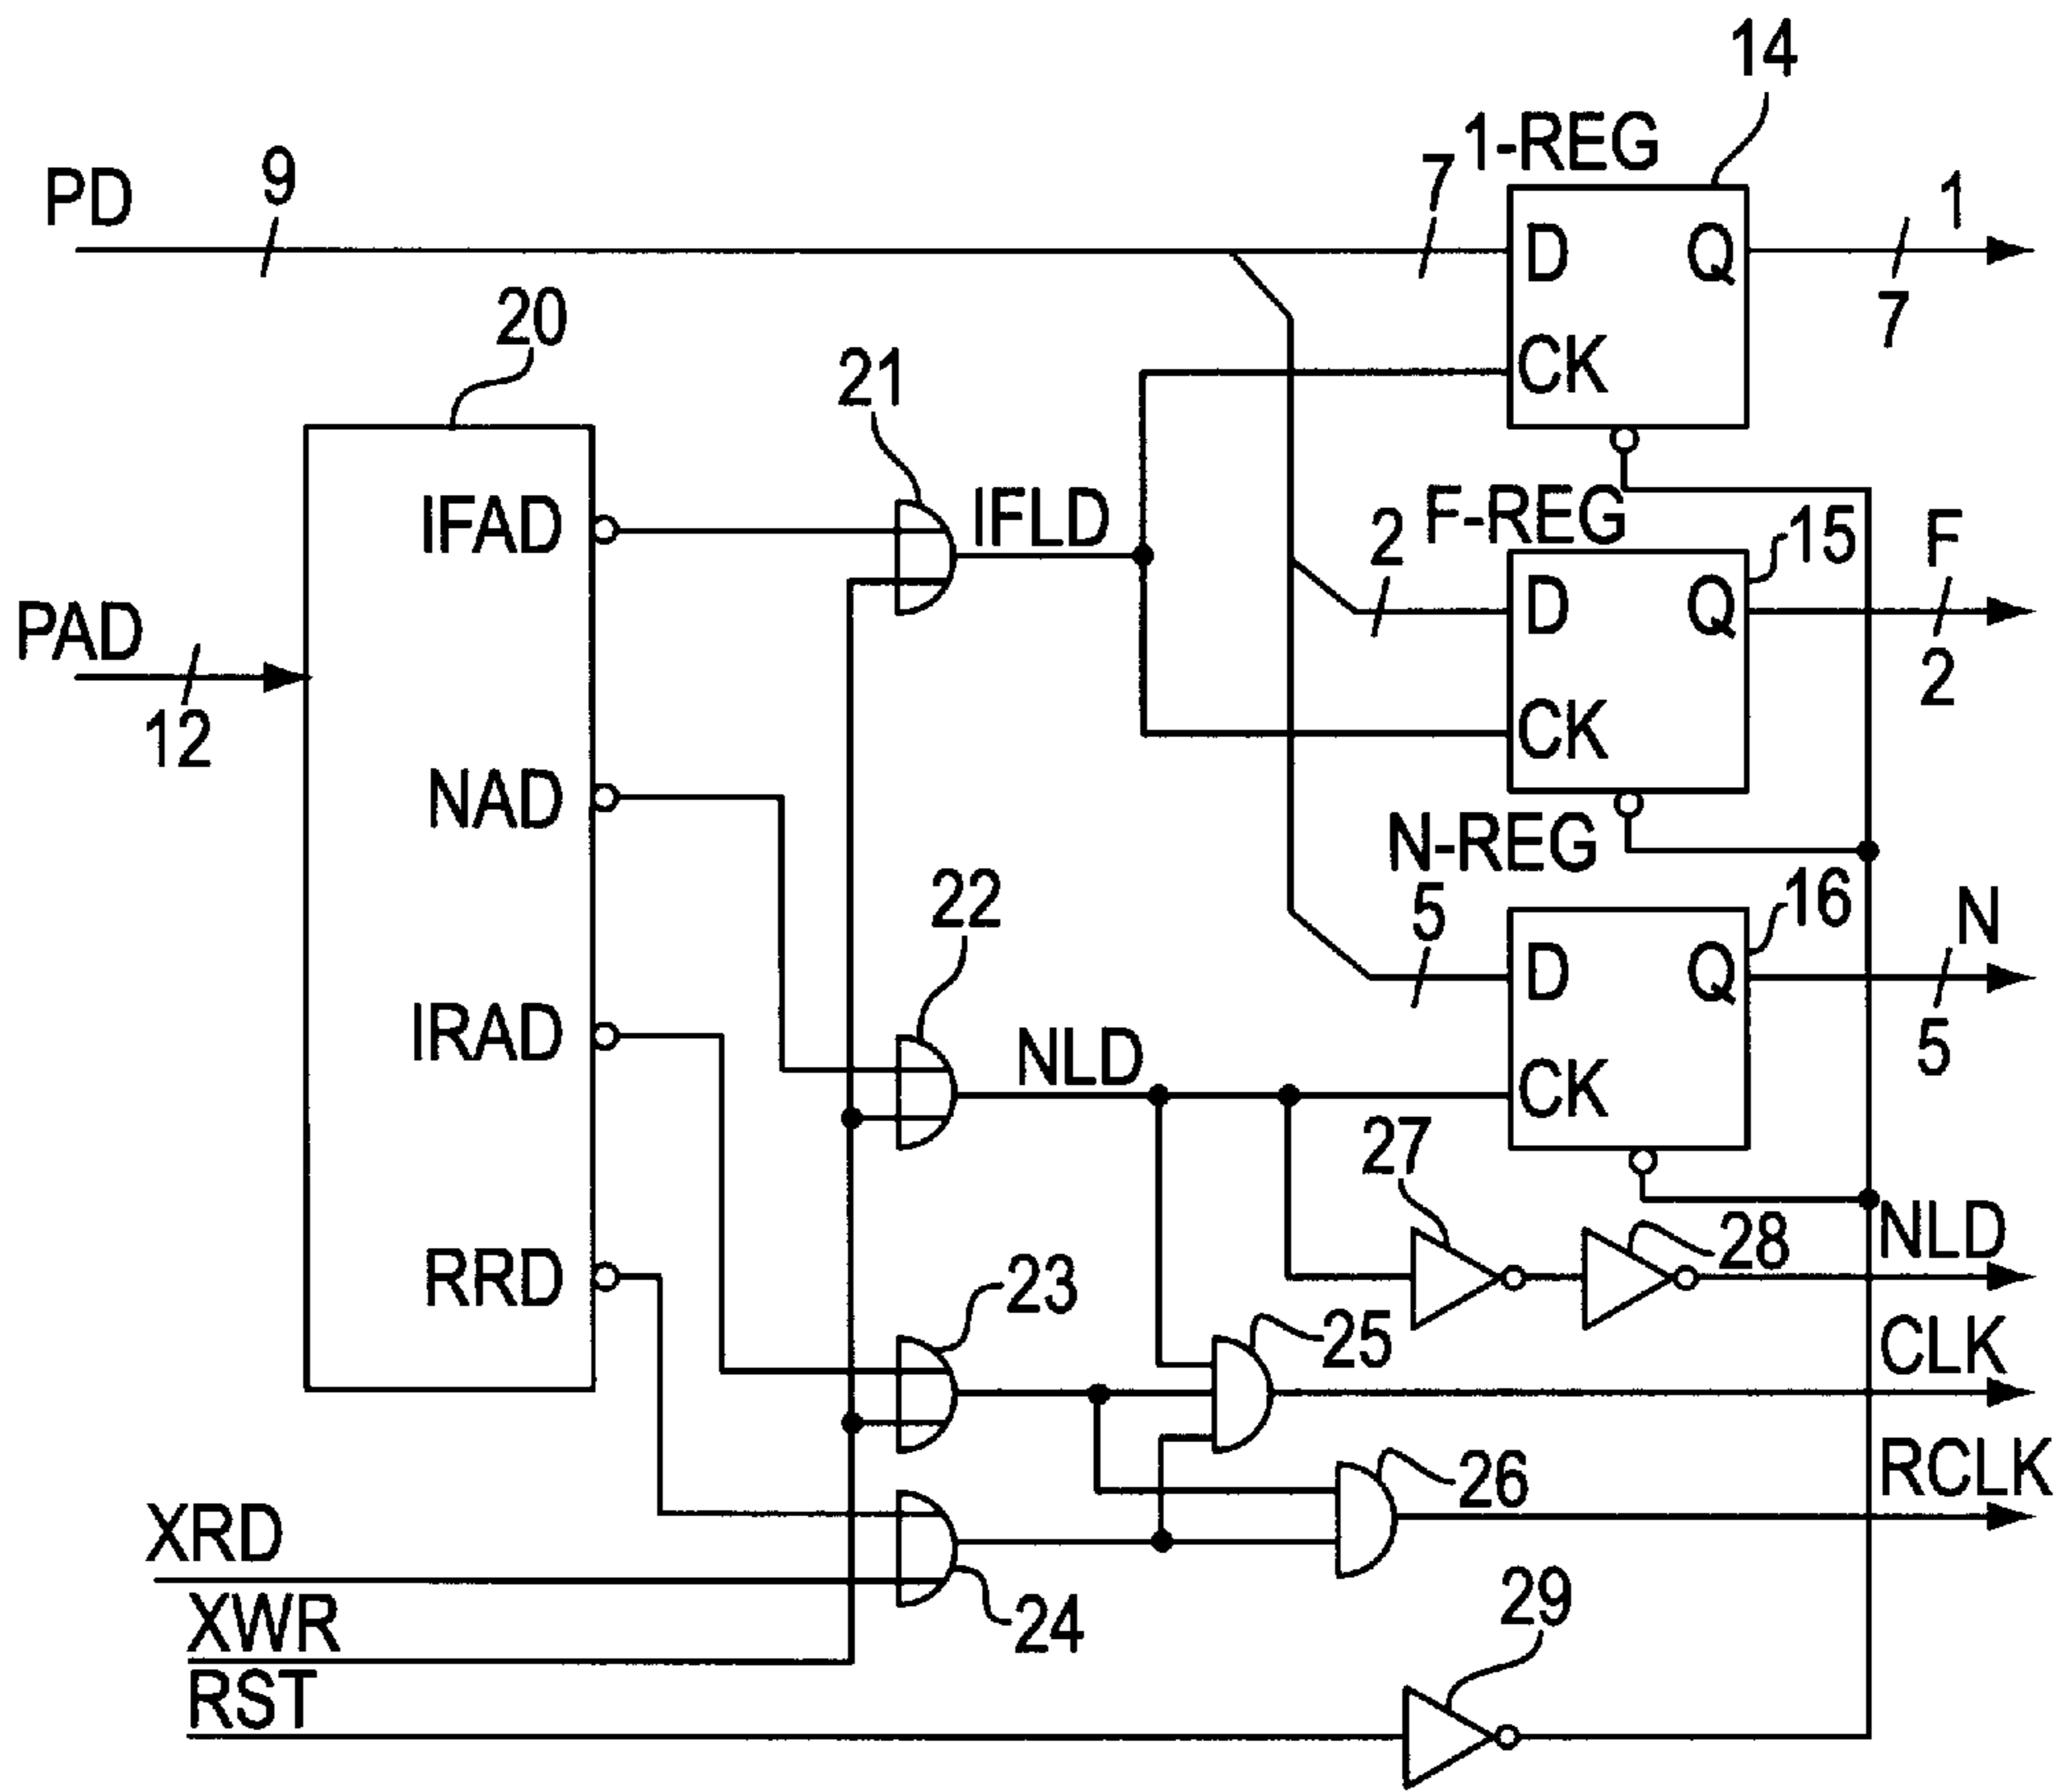 14
1-REG
PD
9
7
1
D
Q
7
CK
20
21
IFAD
IFLD
F-REG
15
2
F
D
Q
2
CK
PAD
12
NAD
N-REG
16
5
N
22
D
Q
5
CK
IRAD
NLD
27
28
NLD
RRD
23
25
CLK
26
RCLK
XRD
24
XWR
29
RST